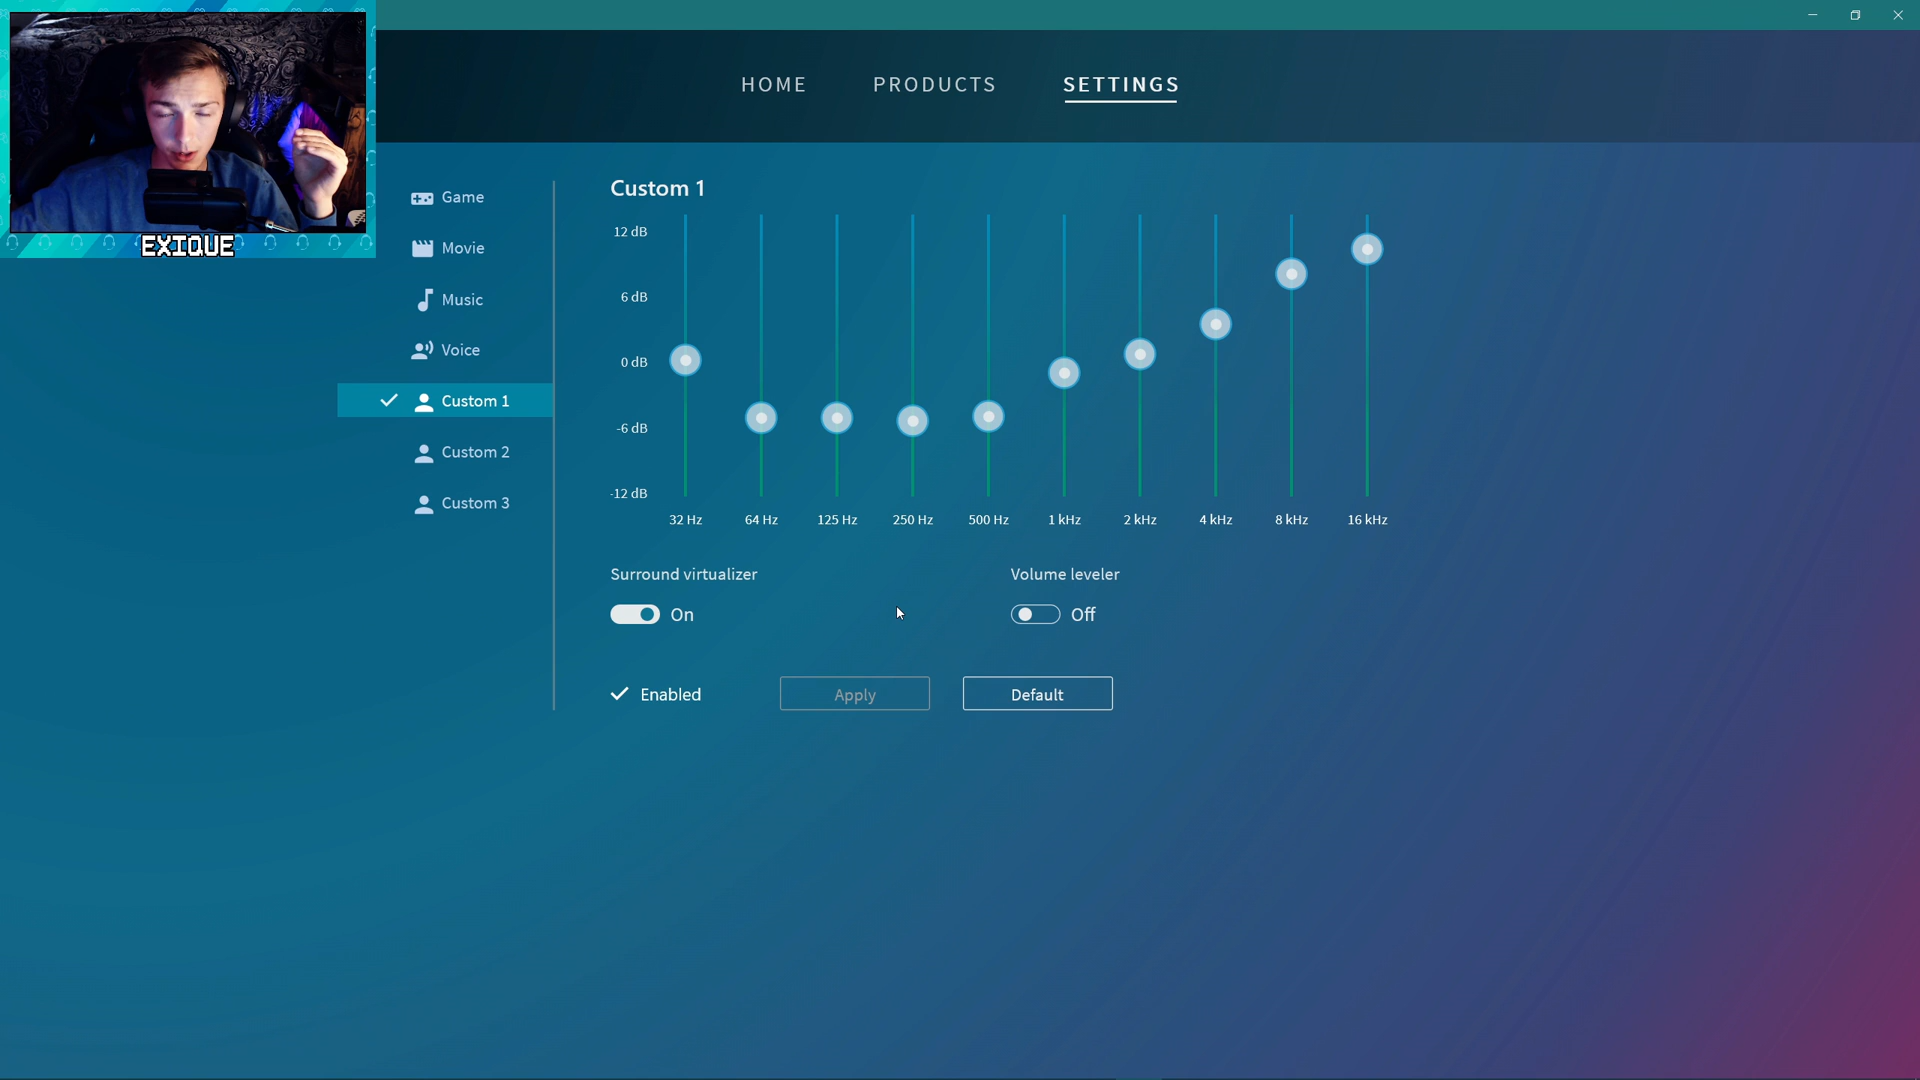 HOME PRODUCTS SETTINGS
EXIQUE
Game
Movie
Music
Voice
Custom 1
Custom 2
Custom 3
Custom 1
12 dB
6 dB
0 dB
-6 dB
-12 dB
32 Hz 64 Hz 125 Hz 250 Hz 500 Hz 1 kHz 2 kHz 4 kHz 8 kHz 16 kHz
Surround virtualizer Volume leveler
On Off
Enabled Apply Default